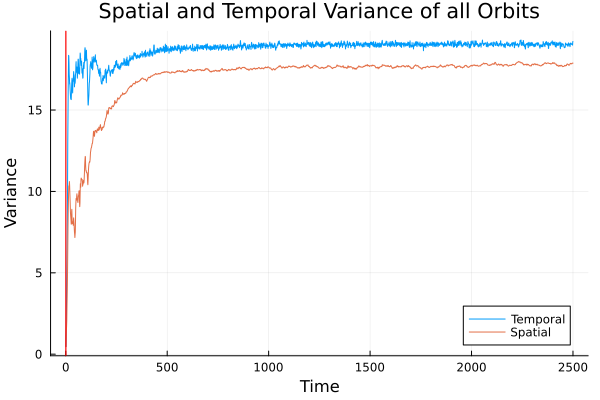 Spatial and Temporal Variance of all Orbits
Variance
15
10
5
0
Temporal
Spatial
0 500 1000 1500 2000 2500
Time